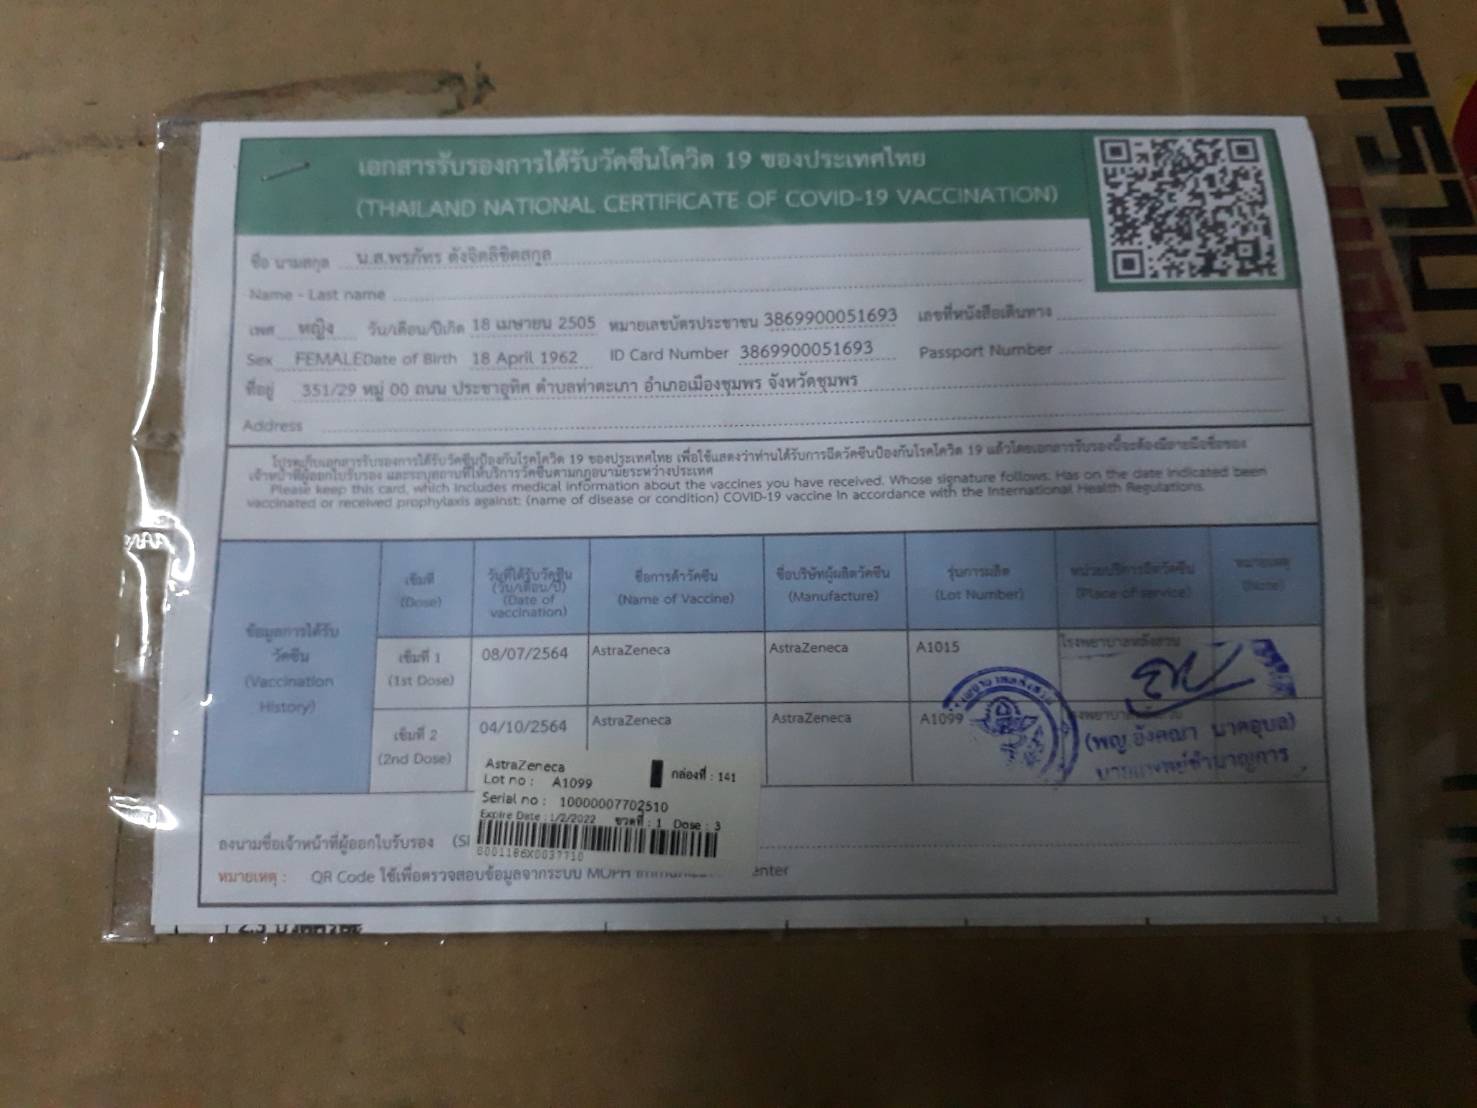 เอกสารรับรองการได้รับวัคซีนโควิด 19 ของประเทศไทย
(THAILAND NATIONAL CERTIFICATE OF COVID-19 VACCINATION)
ชื่อ นามสกุล น.ส.พรภัทร ตังจิตลิขิตสกุล
Name - Last name
เพศ หญิง วัน/เดือน/ปีเกิด 18 เมษายน 2505 หมายเลขบัตรประชาชน 3869900051693 เลขที่หนังสือเดินทาง
Sex FEMALE Date of Birth 18 April 1962 ID Card Number 3869900051693 Passport Number
ที่อยู่ 351/29 หมู่ 00 ถนน ประชาอุทิศ ตำบลท่าตะเภา อำเภอเมืองชุมพร จังหวัดชุมพร
Address
โปรดเก็บเอกสารรับรองการได้รับวัคซีนป้องกันโรคโควิด 19 ของประเทศไทย เพื่อใช้แสดงว่าท่านได้รับการฉีดวัคซีนป้องกันโรคโควิด 19 แล้วโดยเอกสารรับรองนี้จะต้องมีลายมือชื่อของ
เจ้าหน้าที่ผู้ออกใบรับรอง และระบุสถานที่ให้บริการวัคซีนตามกฎอนามัยระหว่างประเทศ
Please keep this card, which includes medical information about the vaccines you have received. Whose signature follows. Has on the date indicated been
vaccinated or received prophylaxis against: (name of disease or condition) COVID-19 vaccine in accordance with the International Health Regulations.
ข้อมูลการได้รับ
วัคซีน
(Vaccination
History)
เข็มที่
(Dose)
วันที่ได้รับวัคซีน
(วัน/เดือน/ปี)
(Date of
vaccination)
ชื่อการค้าวัคซีน
(Name of Vaccine)
ชื่อบริษัทผู้ผลิตวัคซีน
(Manufacture)
รุ่นการผลิต
(Lot Number)
หน่วยบริการฉีดวัคซีน
(Place of service)
หมายเหตุ
(Note)
เข็มที่ 1
(1st Dose)
08/07/2564
AstraZeneca
AstraZeneca
A1015
โรงพยาบาลหลังสวน
เข็มที่ 2
(2nd Dose)
04/10/2564
AstraZeneca
AstraZeneca
A1099
(พญ อังคณา นาคอุบล)
นายแพทย์ชำนาญการ
AstraZeneca
Lot no : A1099 กล่องที่ : 141
Serial no : 10000007702510
Expire Date : 1/2/2022 ขวดที่ : 1 Dose : 3
ลงนามชื่อเจ้าหน้าที่ผู้ออกใบรับรอง
หมายเหตุ : QR Code ใช้เพื่อตรวจสอบข้อมูลจากระบบ MOPH